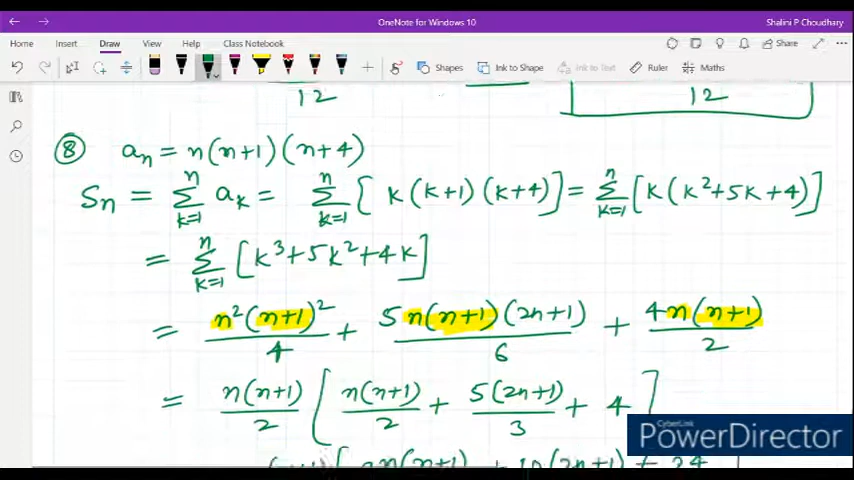 OneNote for Windows 10
Shalini P Choudhary
Home Insert Draw View Help Class Notebook Share
Shapes Ink to Shape Ink to Text Ruler Maths
12 12
⑧ aₙ = n(n+1)(n+4)
Sₙ = Σₖ₌₁ⁿ aₖ = Σₖ₌₁ⁿ [k(k+1)(k+4)] = Σₖ₌₁ⁿ [k(k²+5k+4)]
= Σₖ₌₁ⁿ [k³+5k²+4k]
= n²(n+1)²/4 + 5n(n+1)(2n+1)/6 + 4n(n+1)/2
= n(n+1)/2 [n(n+1)/2 + 5(2n+1)/3 + 4]
CyberLink
PowerDirector